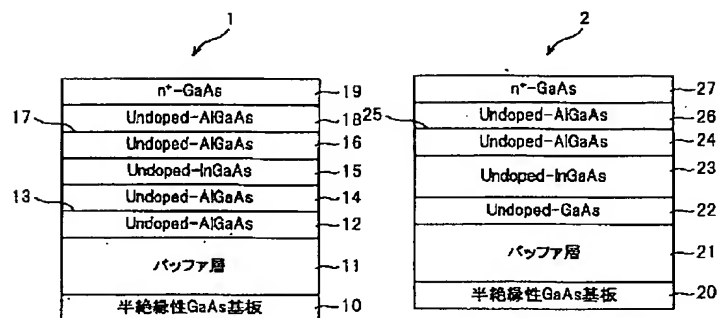 1
n⁺-GaAs 19
17 Undoped-AlGaAs 18
Undoped-AlGaAs 16
Undoped-InGaAs 15
13 Undoped-AlGaAs 14
Undoped-AlGaAs 12
バッファ層 11
半絶縁性GaAs基板 10
2
n⁺-GaAs 27
25 Undoped-AlGaAs 26
Undoped-AlGaAs 24
Undoped-InGaAs 23
Undoped-GaAs 22
バッファ層 21
半絶縁性GaAs基板 20